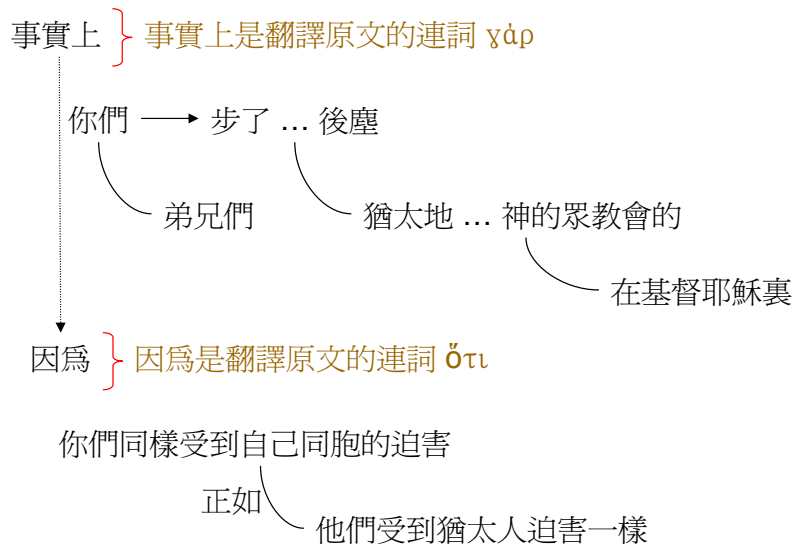 事實上 事實上是翻譯原文的連詞 γάρ
你們 步了 … 後塵
弟兄們 猶太地 … 神的眾教會的
在基督耶穌裏
因爲 因爲是翻譯原文的連詞 ὅτι
你們同樣受到自己同胞的迫害
正如
他們受到猶太人迫害一樣